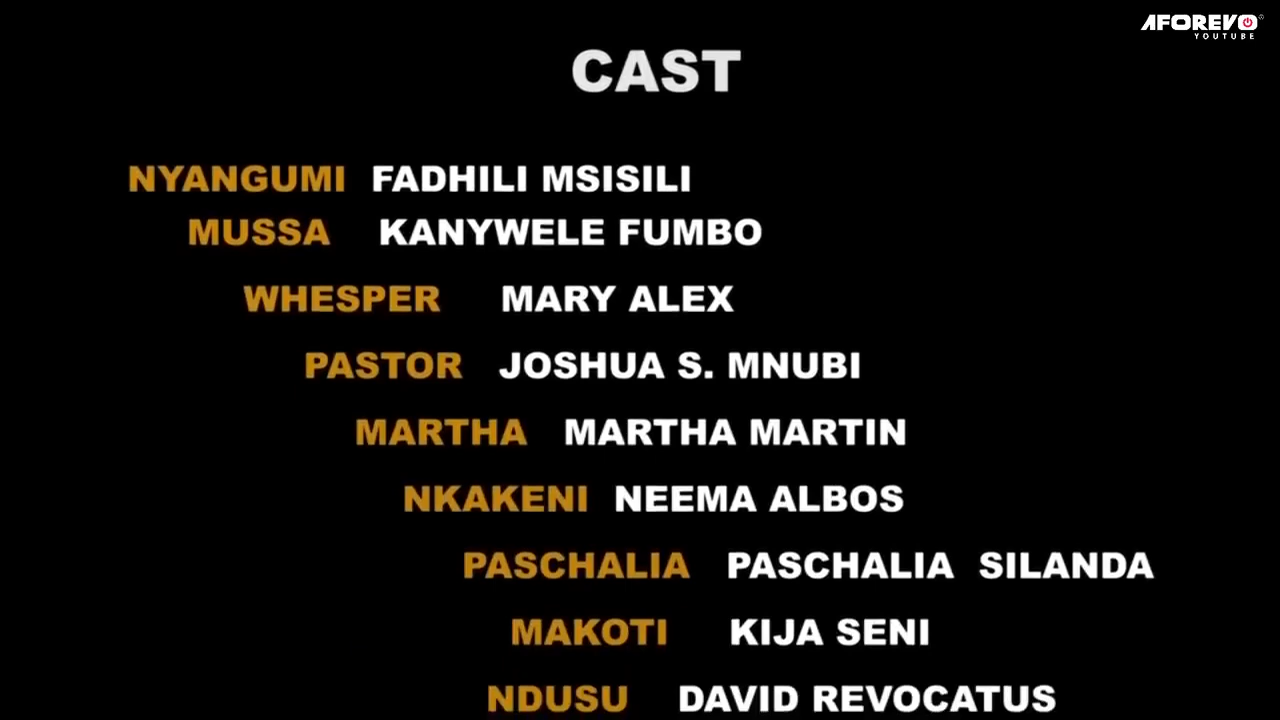 AFOREVO
YOUTUBE
CAST
NYANGUMI FADHILI MSISILI
MUSSA KANYWELE FUMBO
WHESPER MARY ALEX
PASTOR JOSHUA S. MNUBI
MARTHA MARTHA MARTIN
NKAKENI NEEMA ALBOS
PASCHALIA PASCHALIA SILANDA
MAKOTI KIJA SENI
NDUSU DAVID REVOCATUS